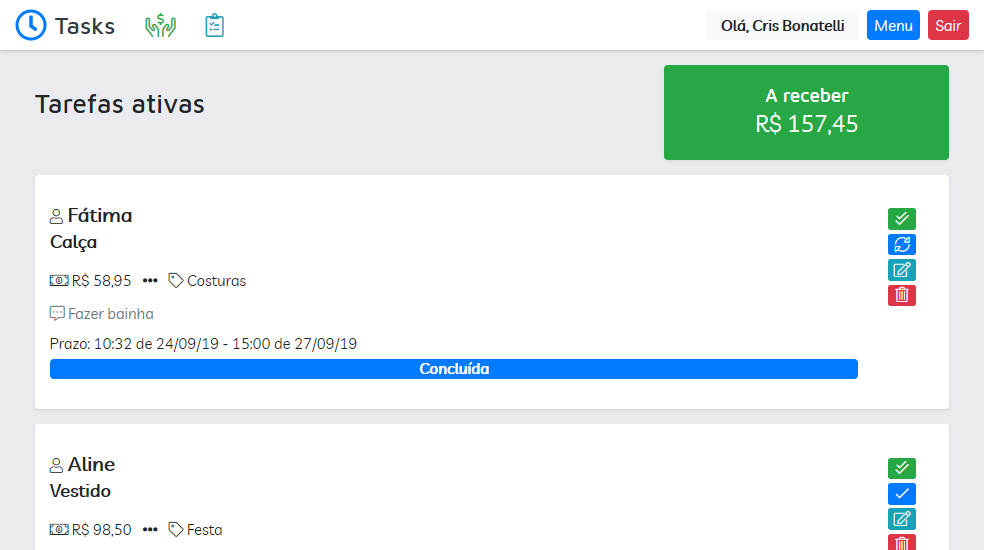 Tasks
Olá, Cris Bonatelli
Menu
Sair
Tarefas ativas
A receber
R$ 157,45
Fátima
Calça
R$ 58,95 ••• Costuras
Fazer bainha
Prazo: 10:32 de 24/09/19 - 15:00 de 27/09/19
Concluída
Aline
Vestido
R$ 98,50 ••• Festa